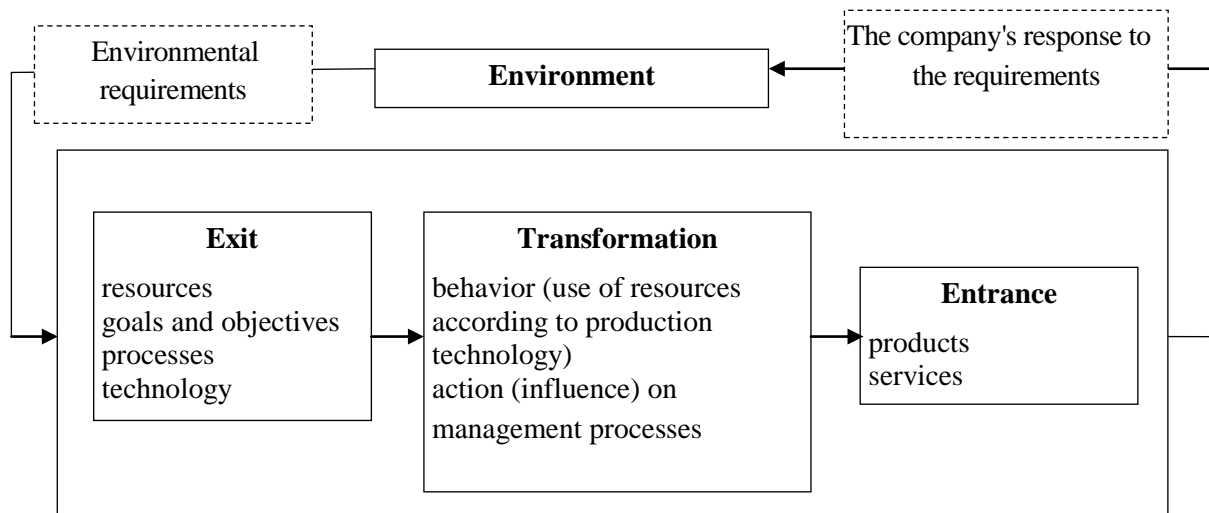 Environmental
requirements
Environment
The company's response to
the requirements
Exit
resources
goals and objectives
processes
technology
Transformation
behavior (use of resources
according to production
technology)
action (influence) on
management processes
Entrance
products
services